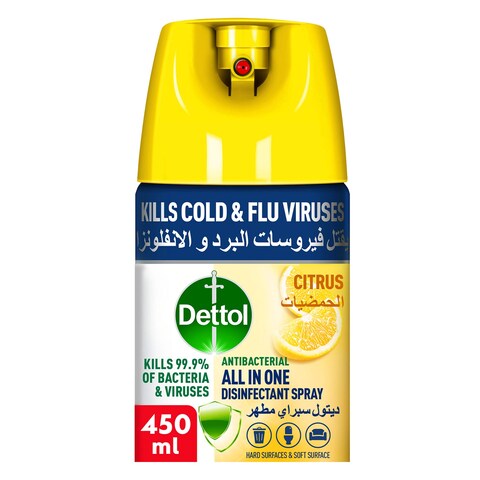 KILLS COLD & FLU VIRUSES
يقتل فيروسات البرد و الانفلونزا
CITRUS
الحمضيات
Dettol
KILLS 99.9%
OF BACTERIA
& VIRUSES
ANTIBACTERIAL
ALL IN ONE
DISINFECTANT SPRAY
ديتول سبراي مطهر
450
ml
HARD SURFACES & SOFT SURFACE